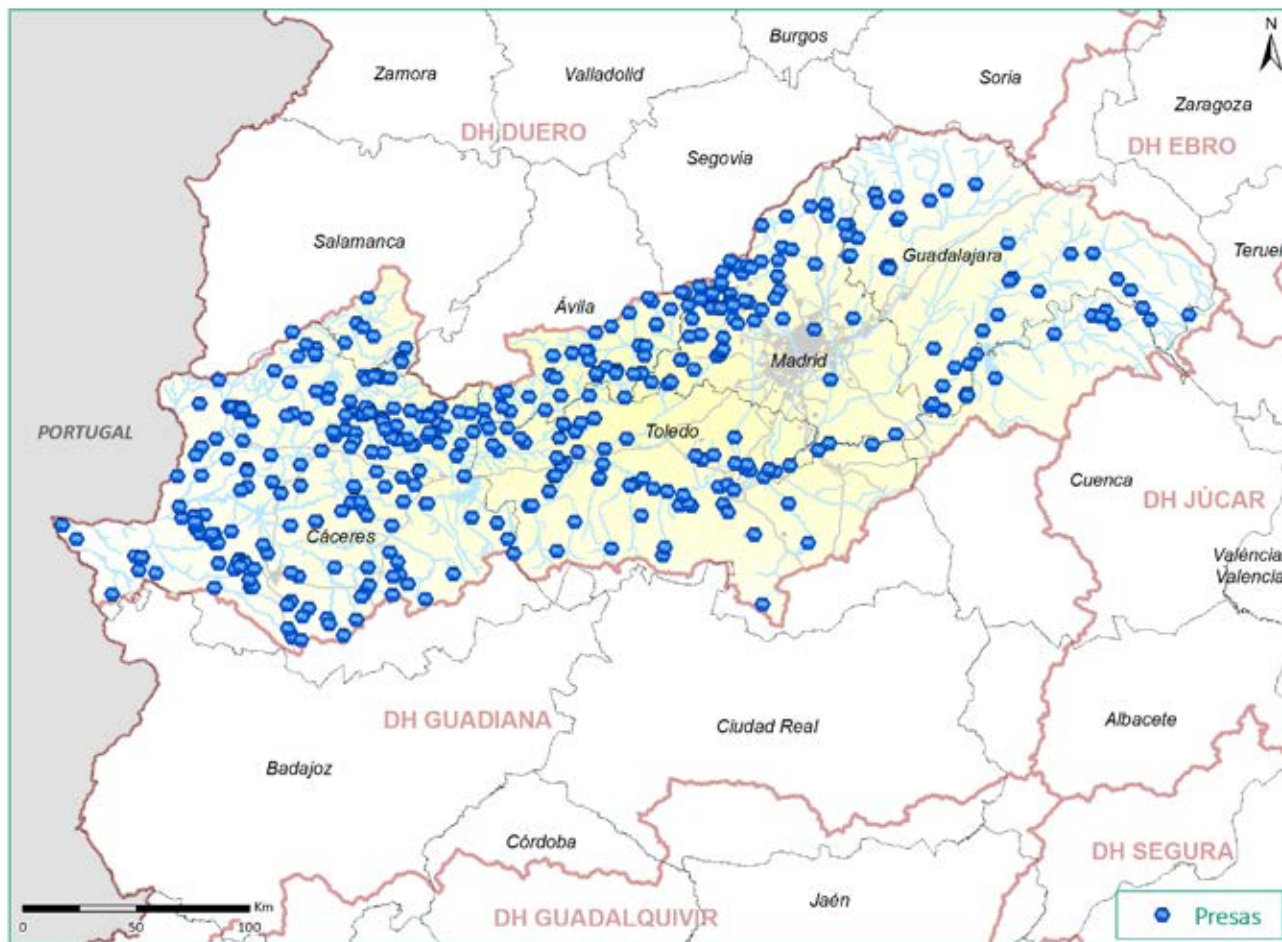 Burgos
N
Zamora
Valladolid
Soria
Zaragoza
DH DUERO
DH EBRO
Segovia
Salamanca
Guadalajara
Teruel
Ávila
Madrid
PORTUGAL
Toledo
Cuenca
DH JÚCAR
Cáceres
València/
Valencia
DH GUADIANA
Ciudad Real
Albacete
Badajoz
Córdoba
DH SEGURA
Jaén
Km
0 50 100
DH GUADALQUIVIR
Presas